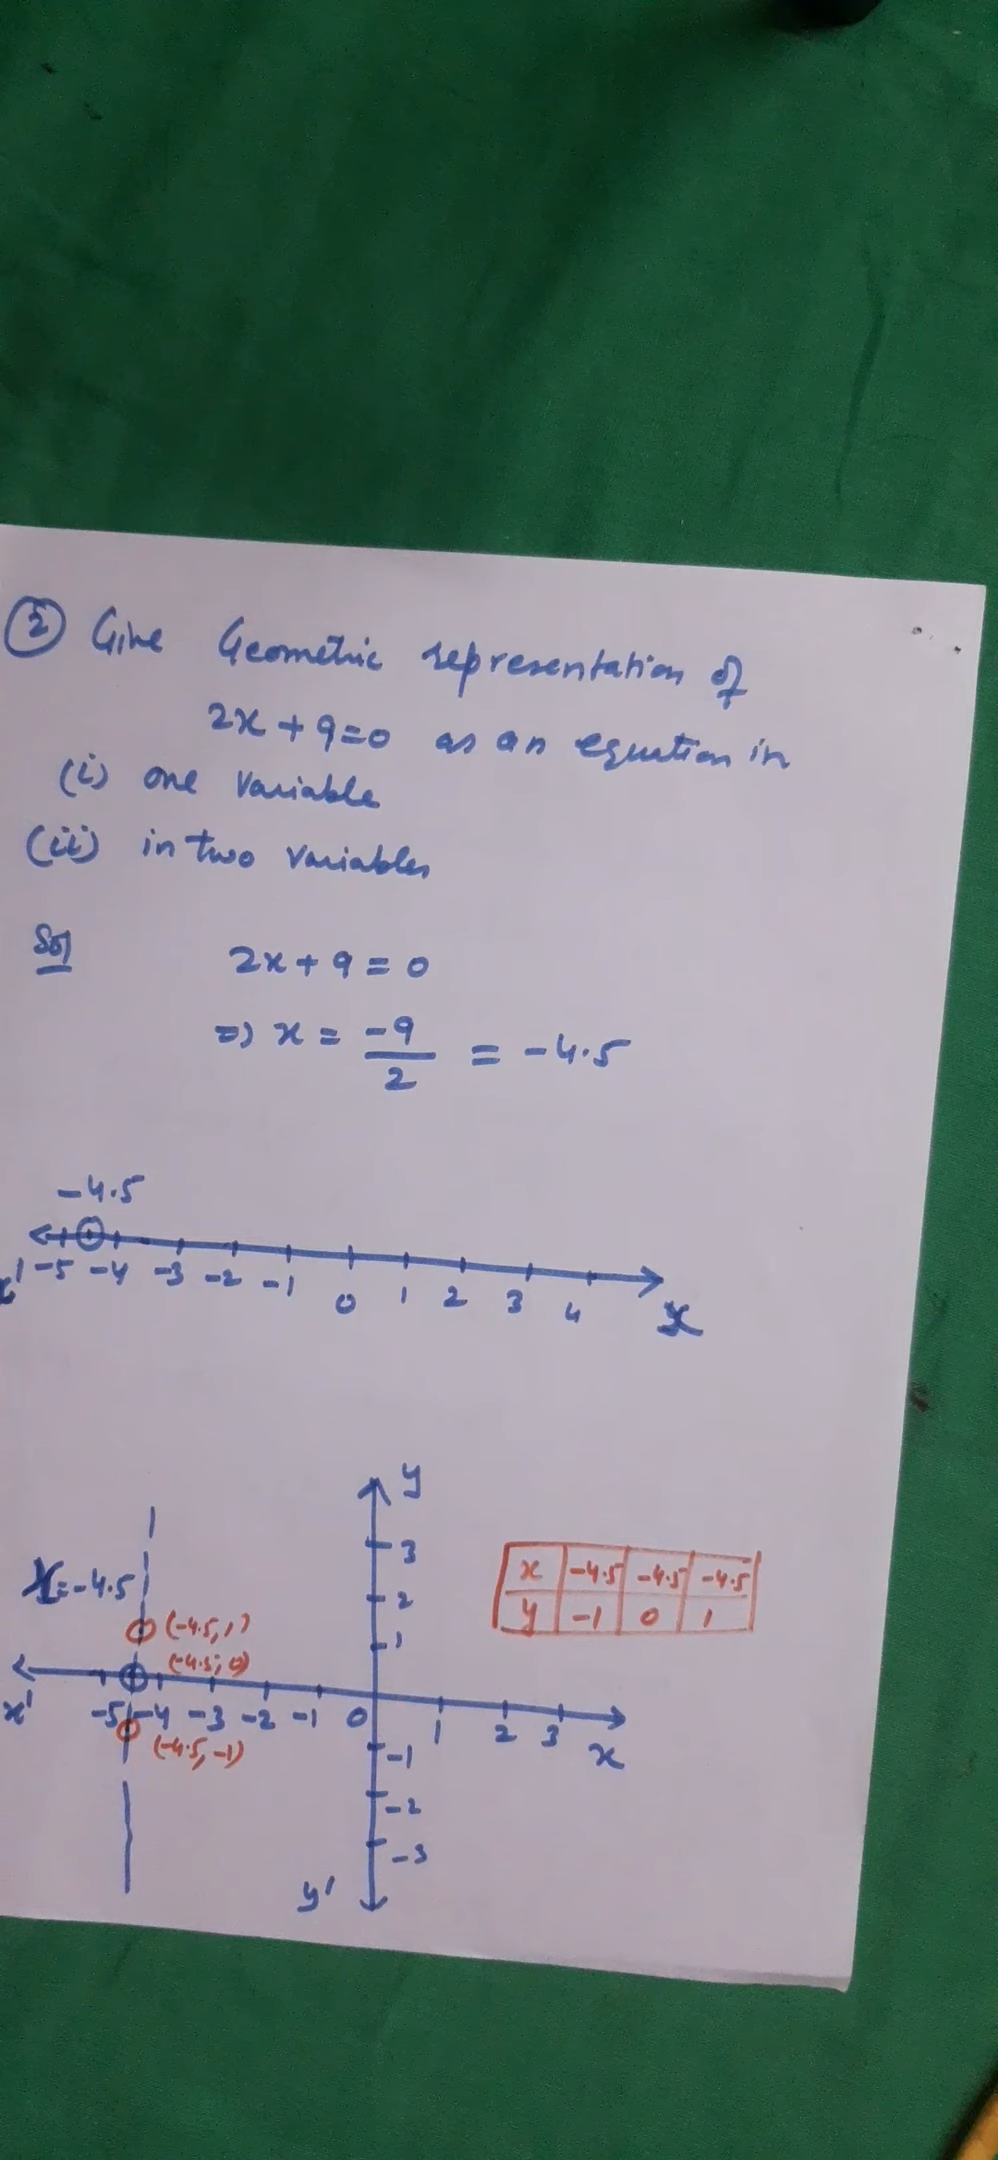 ② Give Geometric representation of
2x + 9 = 0 as an equation in
(i) one variable
(ii) in two variables
Sol
2x + 9 = 0
⇒ x = -9/2 = -4.5
-4.5
x' -5 -4 -3 -2 -1 0 1 2 3 4 x
y
3
2
1
x = -4.5
(-4.5, 1)
(-4.5, 0)
x' -5 -4 -3 -2 -1 0 1 2 3 x
(-4.5, -1)
-1
-2
-3
y'
x -4.5 -4.5 -4.5
y -1 0 1